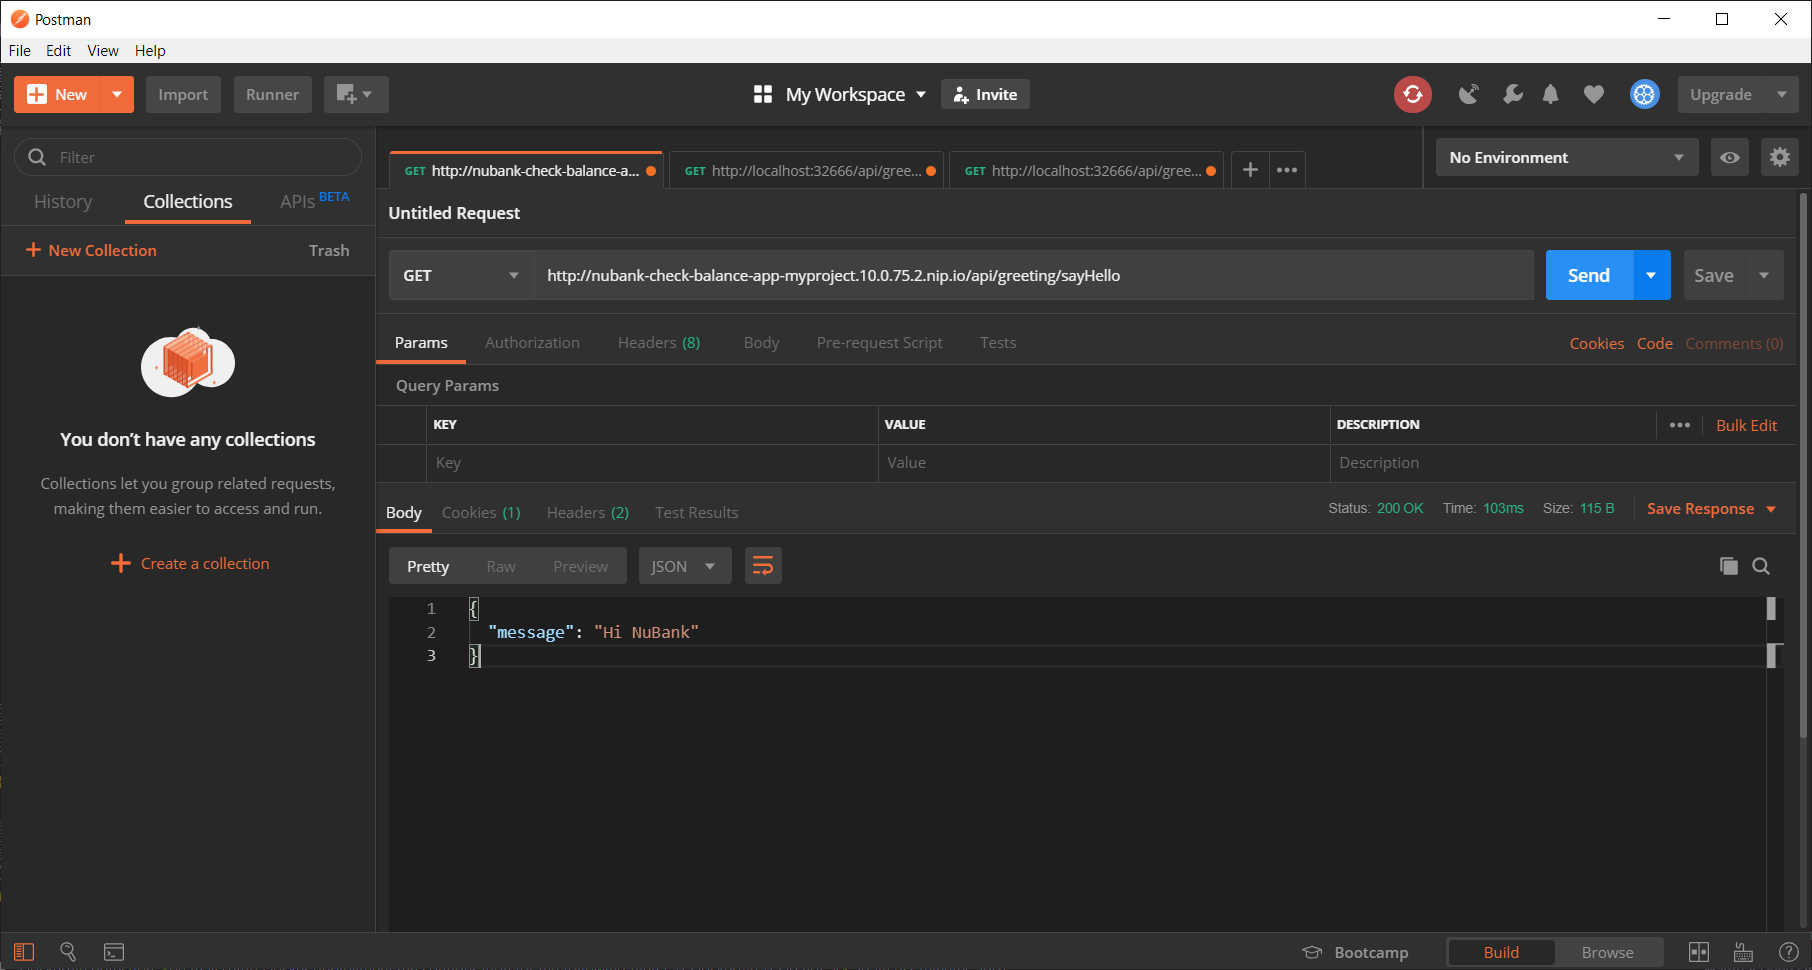 Postman
File Edit View Help
New Import Runner My Workspace Invite Upgrade
Filter
History Collections APIs BETA
New Collection Trash
You don’t have any collections
Collections let you group related requests,
making them easier to access and run.
Create a collection
GET http://nubank-check-balance-a... GET http://localhost:32666/api/gree... GET http://localhost:32666/api/gree... No Environment
Untitled Request
GET http://nubank-check-balance-app-myproject.10.0.75.2.nip.io/api/greeting/sayHello Send Save
Params Authorization Headers (8) Body Pre-request Script Tests Cookies Code Comments (0)
Query Params
KEY VALUE DESCRIPTION Bulk Edit
Key Value Description
Body Cookies (1) Headers (2) Test Results Status: 200 OK Time: 103ms Size: 115 B Save Response
Pretty Raw Preview JSON
1 {
2 "message": "Hi NuBank"
3 }
Bootcamp Build Browse